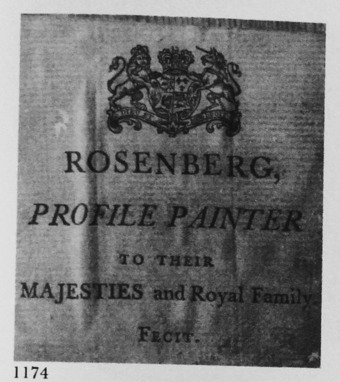 ROSENBERG,
PROFILE PAINTER
TO THEIR
MAJESTIES and Royal Family.
FECIT.
1174